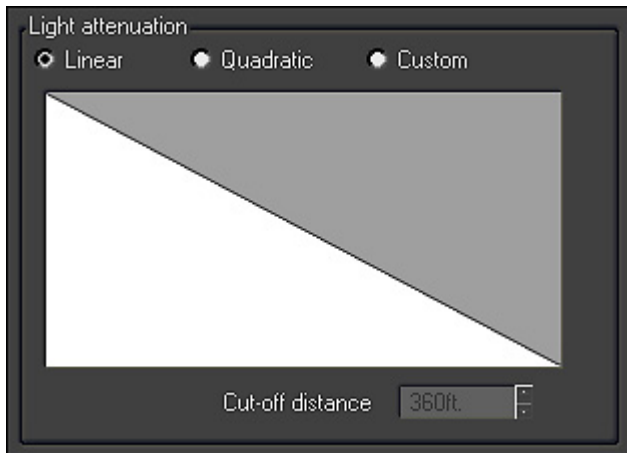 Light attenuation
Linear Quadratic Custom
Cut-off distance 360ft.